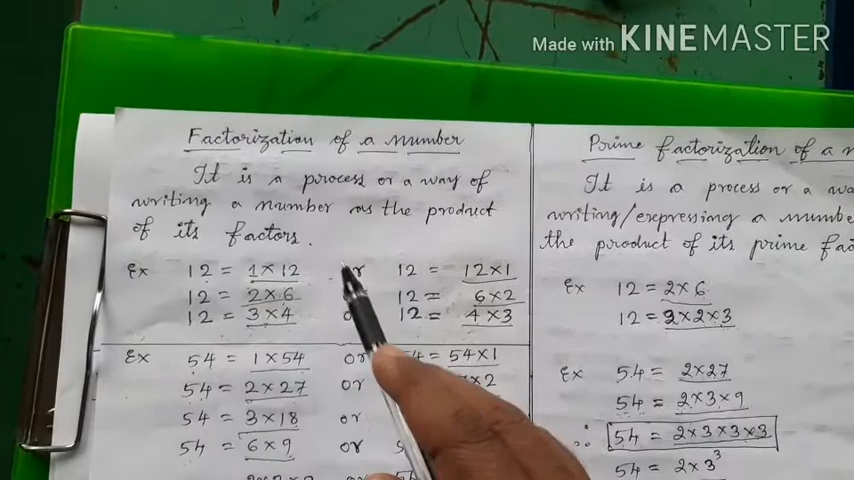 Made with KINEMASTER
Factorization of a number
It is a process or a way of
writing a number as the product
of its factors.
Ex 12 = 1×12 or 12 = 12×1
12 = 2×6 12 = 6×2
12 = 3×4 12 = 4×3
Ex 54 = 1×54 or 54 = 54×1
54 = 2×27 or ×2
54 = 3×18 or
54 = 6×9 or
Prime factorization of a
It is a process or a
writing/expressing a number
the product of its prime
Ex 12 = 2×6
12 = 2×2×3
Ex 54 = 2×27
54 = 2×3×9
∴ 54 = 2×3×3×3
54 = 2×3³